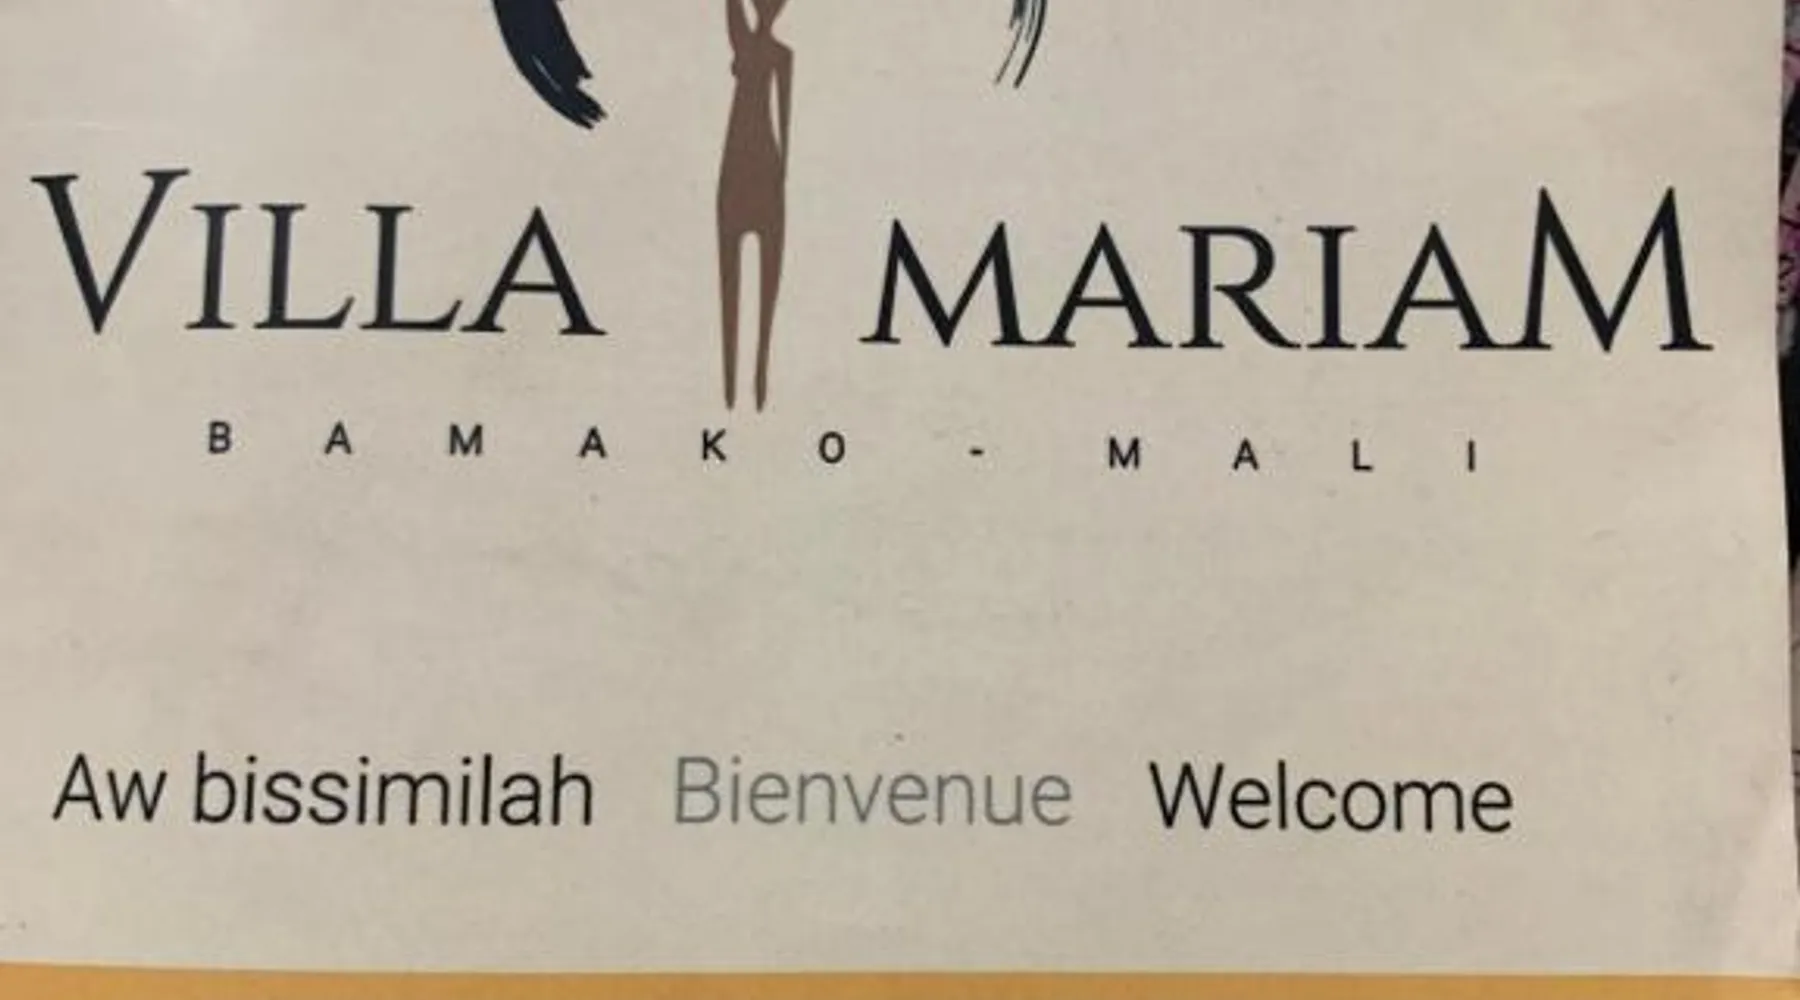 VILLA MARIAM
BAMAKO - MALI
Aw bissimilah Bienvenue Welcome